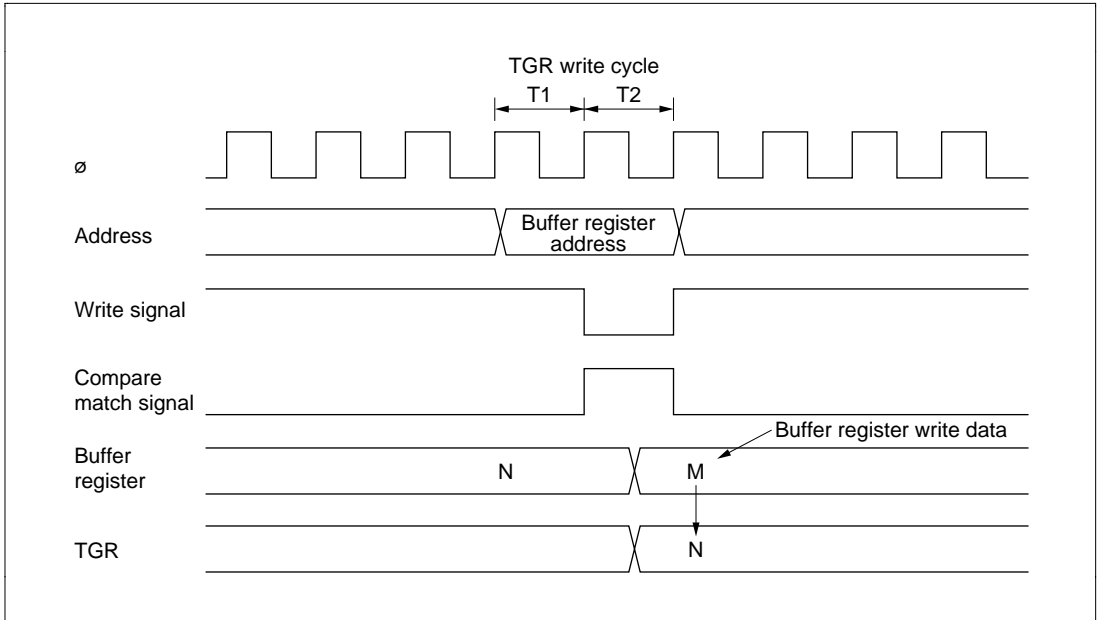 TGR write cycle
T1 T2
ø
Address
Buffer register
address
Write signal
Compare
match signal
Buffer register write data
Buffer
register
N M
TGR
N